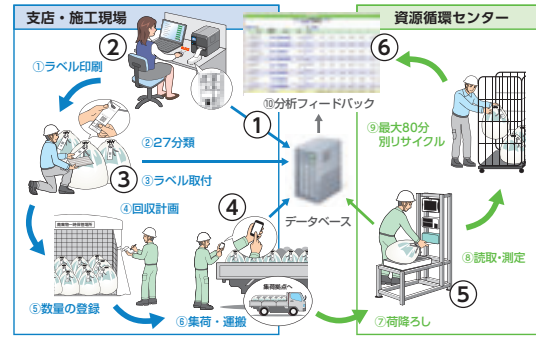 支店・施工現場
資源循環センター
②
⑥
①ラベル印刷
①
⑩分析フィードバック
②27分類
③
③ラベル取付
⑨最大80分
別リサイクル
④回収計画
④
データベース
⑧読取・測定
集荷拠点へ
⑤
⑤数量の登録
⑥集荷・運搬
⑦荷降ろし